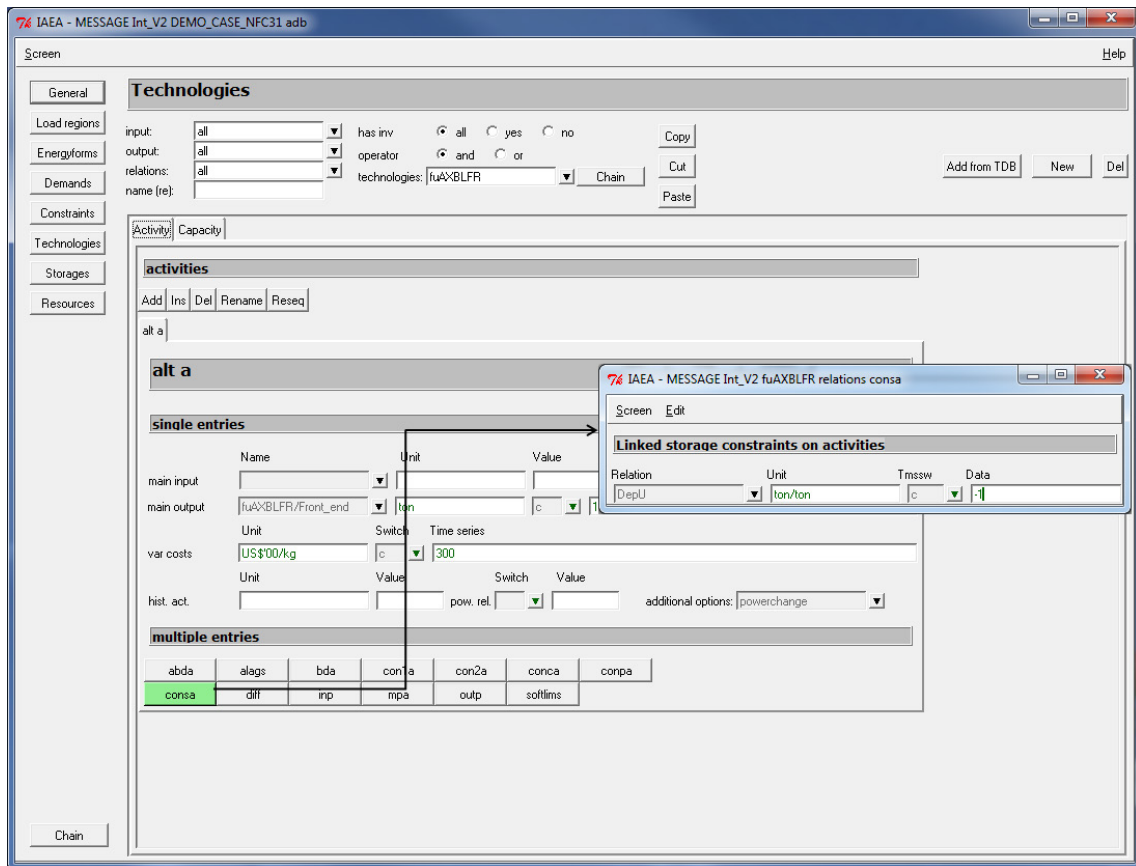 IAEA - MESSAGE Int_V2 DEMO_CASE_NFC31 adb
Screen Help
General
Load regions
Energyforms
Demands
Constraints
Technologies
Storages
Resources
Chain
Technologies
input: all has inv all yes no Copy
output: all operator and or Cut
relations: all technologies: fuAXBLFR Chain Paste
name (re):
Add from TDB New Del
Activity Capacity
activities
Add Ins Del Rename Reseq
alt a
alt a
single entries
Name Unit Value
main input
main output fuAXBLFR/Front_end ton c 1
Unit Switch Time series
var costs US$'00/kg c 300
Unit Value Switch Value
hist. act. pow. rel. additional options: powerchange
multiple entries
abda alags bda con1a con2a conca conpa
consa diff inp mpa outp softlims
IAEA - MESSAGE Int_V2 fuAXBLFR relations consa
Screen Edit
Linked storage constraints on activities
Relation Unit Tmssw Data
DepU ton/ton c -1